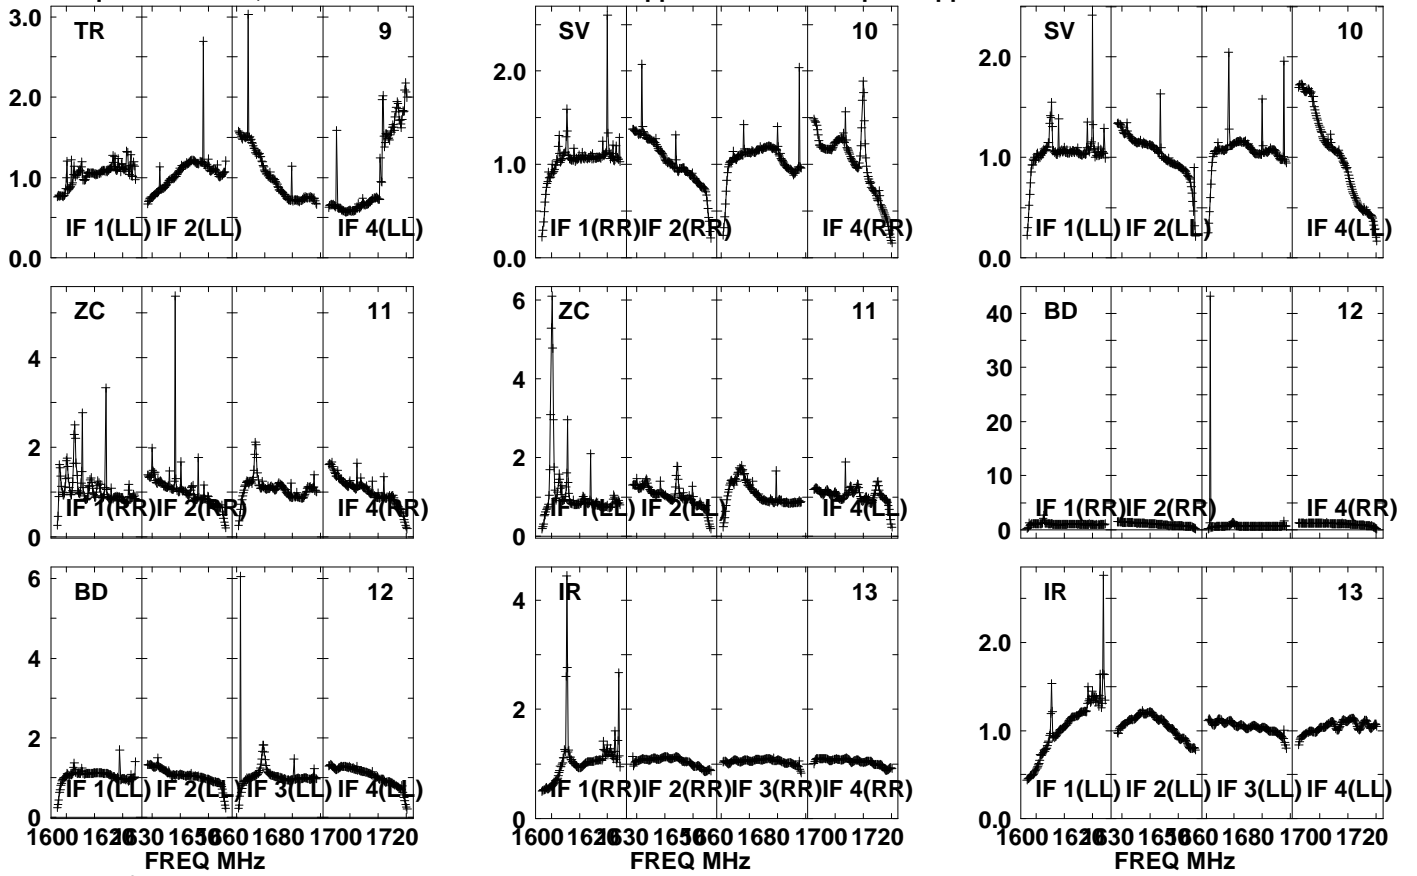 3.0 TR 9 SV 10 SV 10
2.0 2.0 2.0
1.0 1.0 1.0
IF 1(LL) IF 2(LL) IF 4(LL) IF 1(RR) IF 2(RR) IF 4(RR) IF 1(LL) IF 2(LL) IF 4(LL)
0.0 0.0 0.0
ZC 11 6 ZC 11 40 BD 12
4 4 30
2 2 20
10
IF 1(RR) IF 2(RR) IF 4(RR) IF 1(LL) IF 2(LL) IF 4(LL) IF 1(RR) IF 2(RR) IF 4(RR)
0 0 0
6 BD 12 IR 13 IR 13
4 4 2.0
2 2 1.0
IF 1(LL) IF 2(LL) IF 3(LL) IF 4(LL) IF 1(RR) IF 2(RR) IF 3(RR) IF 4(RR) IF 1(LL) IF 2(LL) IF 3(LL) IF 4(LL)
0 0 0.0
1600 1630 1680 1700 1720 1600 1630 1680 1700 1720 1600 1630 1680 1700 1720
FREQ MHz FREQ MHz FREQ MHz